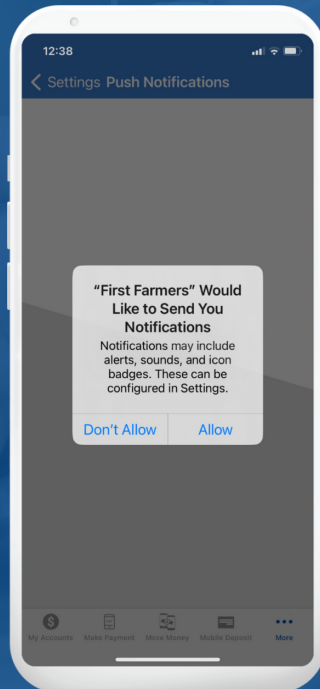 12:38
Settings Push Notifications
“First Farmers” Would
Like to Send You
Notifications
Notifications may include
alerts, sounds, and icon
badges. These can be
configured in Settings.
Don’t Allow Allow
My Accounts Make Payment Move Money Mobile Deposit More